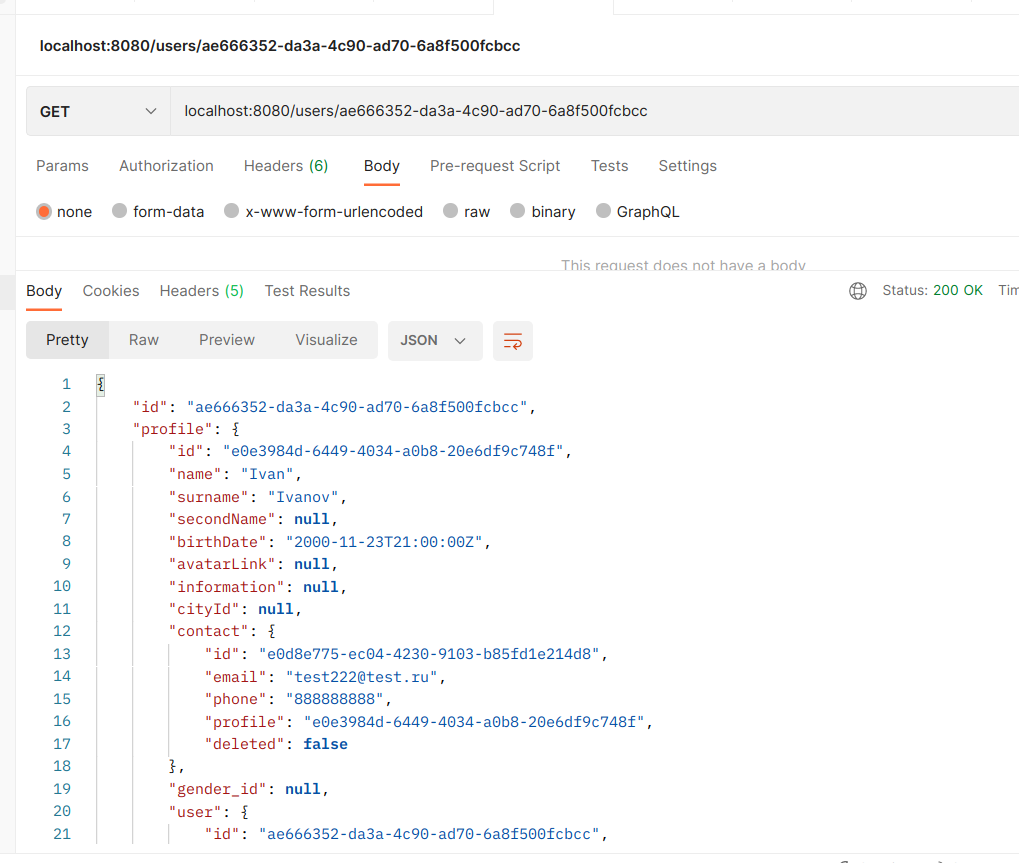 localhost:8080/users/ae666352-da3a-4c90-ad70-6a8f500fcbcc
GET localhost:8080/users/ae666352-da3a-4c90-ad70-6a8f500fcbcc
Params Authorization Headers (6) Body Pre-request Script Tests Settings
none form-data x-www-form-urlencoded raw binary GraphQL
This request does not have a body
Body Cookies Headers (5) Test Results Status: 200 OK Tim
Pretty Raw Preview Visualize JSON
1 {
2 "id": "ae666352-da3a-4c90-ad70-6a8f500fcbcc",
3 "profile": {
4 "id": "e0e3984d-6449-4034-a0b8-20e6df9c748f",
5 "name": "Ivan",
6 "surname": "Ivanov",
7 "secondName": null,
8 "birthDate": "2000-11-23T21:00:00Z",
9 "avatarLink": null,
10 "information": null,
11 "cityId": null,
12 "contact": {
13 "id": "e0d8e775-ec04-4230-9103-b85fd1e214d8",
14 "email": "test222@test.ru",
15 "phone": "888888888",
16 "profile": "e0e3984d-6449-4034-a0b8-20e6df9c748f",
17 "deleted": false
18 },
19 "gender_id": null,
20 "user": {
21 "id": "ae666352-da3a-4c90-ad70-6a8f500fcbcc",